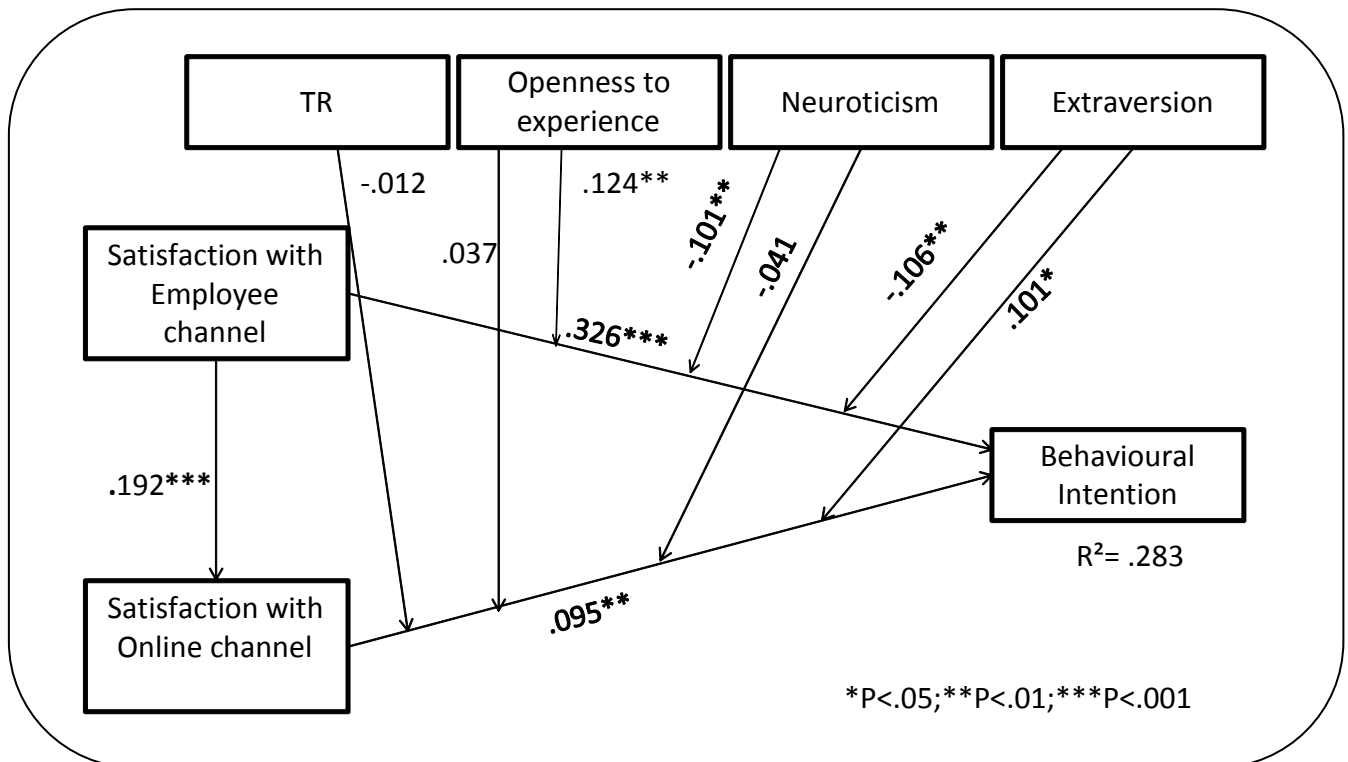 TR
Openness to
experience
Neuroticism
Extraversion
-.012
.124**
-.101**
-.041
-.106**
.101*
.037
Satisfaction with
Employee
channel
.326***
.192***
Behavioural
Intention
R²= .283
Satisfaction with
Online channel
.095**
*P<.05;**P<.01;***P<.001